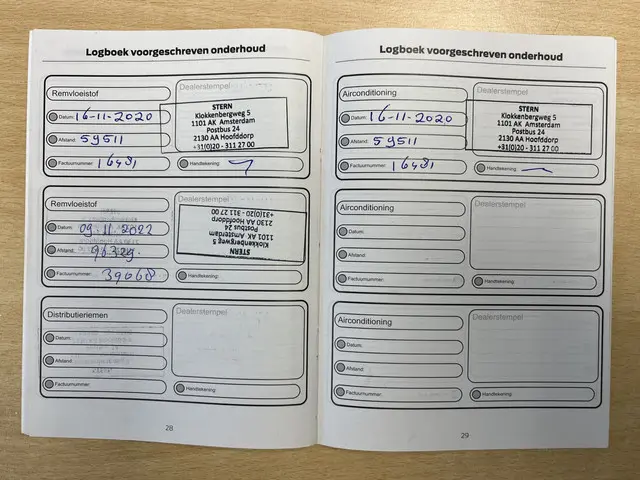 Logboek voorgeschreven onderhoud
Remvloeistof
Dealerstempel
Datum: 16-11-2020
Afstand: 59511
Factuurnummer: 16481
STERN
Klokkenbergweg 5
1101 AK Amsterdam
Postbus 24
2130 AA Hoofddorp
+31(0)20 - 311 27 00
Handtekening:
Remvloeistof
Dealerstempel
Datum: 09.11.2022
Afstand: 96329.
Factuurnummer: 39668
STERN
Klokkenbergweg 5
1101 AK Amsterdam
Postbus 24
2130 AA Hoofddorp
+31(0)20 - 311 27 00
Handtekening:
Distributieriemen
Dealerstempel
Datum:
Afstand:
Factuurnummer:
Handtekening:
28
Logboek voorgeschreven onderhoud
Airconditioning
Dealerstempel
Datum: 16-11-2020
Afstand: 59511
Factuurnummer: 16481
STERN
Klokkenbergweg 5
1101 AK Amsterdam
Postbus 24
2130 AA Hoofddorp
+31(0)20 - 311 27 00
Handtekening:
Airconditioning
Dealerstempel
Datum:
Afstand:
Factuurnummer:
Handtekening:
Airconditioning
Dealerstempel
Datum:
Afstand:
Factuurnummer:
Handtekening:
29